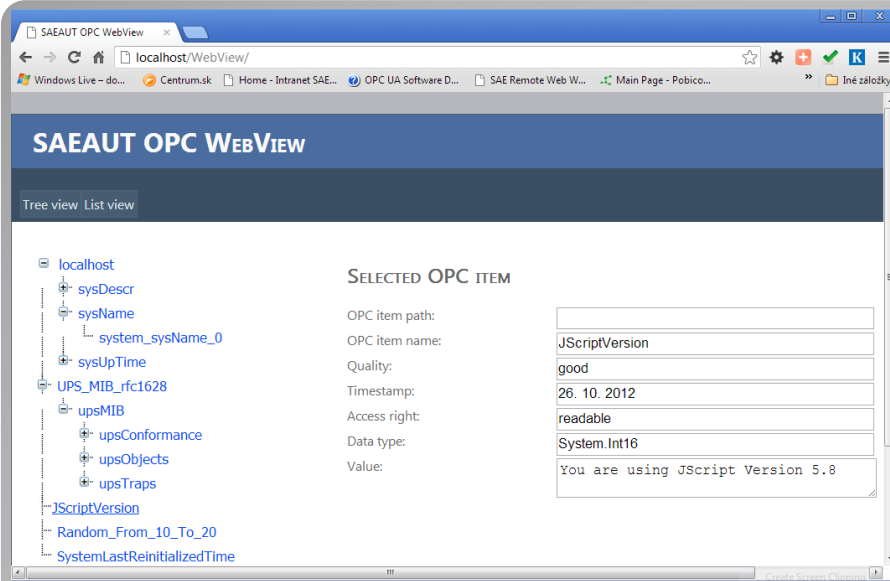 SAEAUT OPC WebView
localhost/WebView/
Windows Live – do... Centrum.sk Home - Intranet SAE... OPC UA Software D... SAE Remote Web W... Main Page - Pobico... » Iné záložky
SAEAUT OPC WEBVIEW
Tree view List view
localhost
sysDescr
sysName
system_sysName_0
sysUpTime
UPS_MIB_rfc1628
upsMIB
upsConformance
upsObjects
upsTraps
JScriptVersion
Random_From_10_To_20
SystemLastReinitializedTime
SELECTED OPC ITEM
OPC item path:
OPC item name: JScriptVersion
Quality: good
Timestamp: 26. 10. 2012
Access right: readable
Data type: System.Int16
Value: You are using JScript Version 5.8
Create Screen Clipping